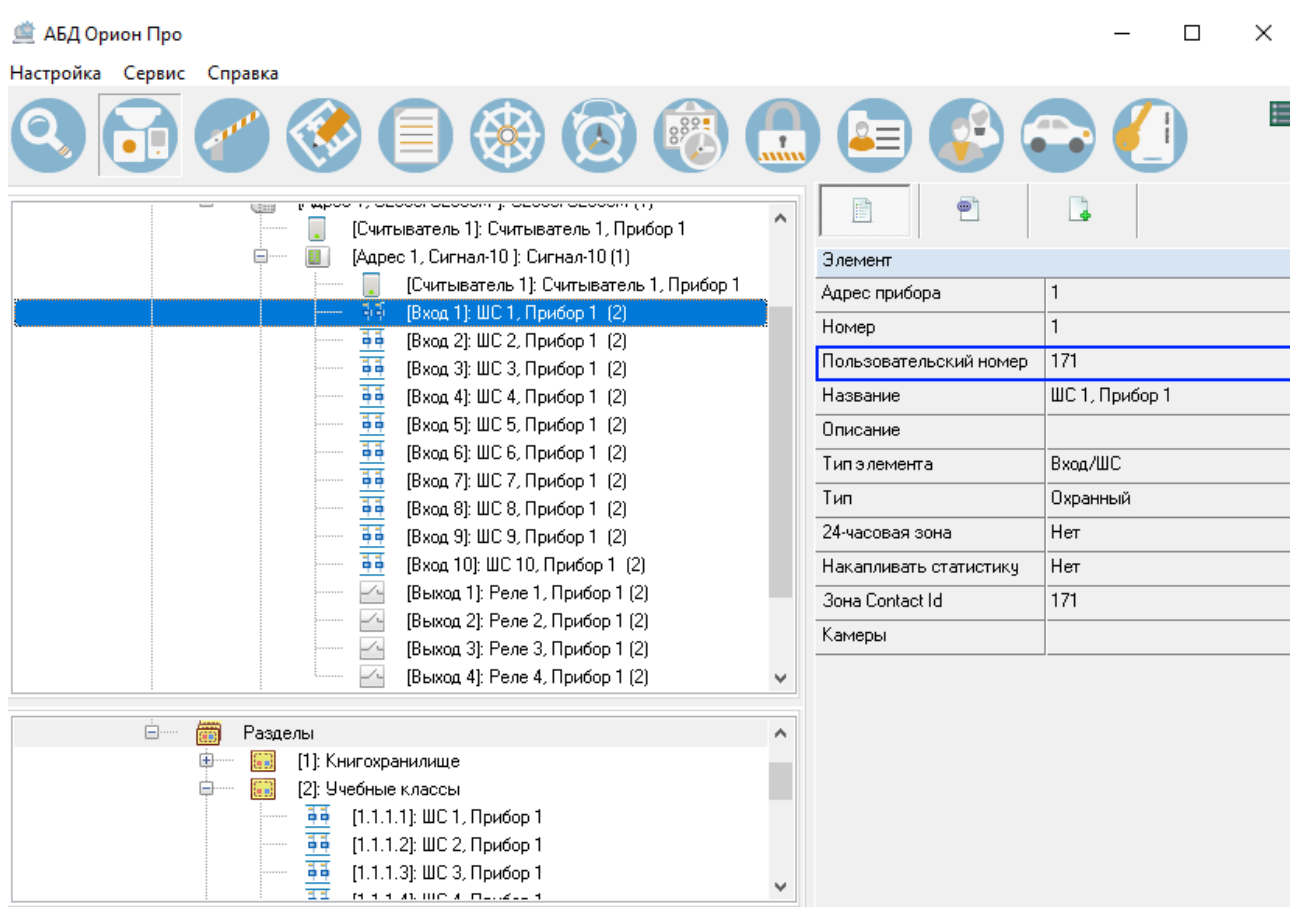 АБД Орион Про
Настройка Сервис Справка
[Считыватель 1]: Считыватель 1, Прибор 1
[Адрес 1, Сигнал-10 ]: Сигнал-10 (1)
[Считыватель 1]: Считыватель 1, Прибор 1
[Вход 1]: ШС 1, Прибор 1 (2)
[Вход 2]: ШС 2, Прибор 1 (2)
[Вход 3]: ШС 3, Прибор 1 (2)
[Вход 4]: ШС 4, Прибор 1 (2)
[Вход 5]: ШС 5, Прибор 1 (2)
[Вход 6]: ШС 6, Прибор 1 (2)
[Вход 7]: ШС 7, Прибор 1 (2)
[Вход 8]: ШС 8, Прибор 1 (2)
[Вход 9]: ШС 9, Прибор 1 (2)
[Вход 10]: ШС 10, Прибор 1 (2)
[Выход 1]: Реле 1, Прибор 1 (2)
[Выход 2]: Реле 2, Прибор 1 (2)
[Выход 3]: Реле 3, Прибор 1 (2)
[Выход 4]: Реле 4, Прибор 1 (2)
Разделы
[1]: Книгохранилище
[2]: Учебные классы
[1.1.1.1]: ШС 1, Прибор 1
[1.1.1.2]: ШС 2, Прибор 1
[1.1.1.3]: ШС 3, Прибор 1
[1.1.1.4]: ШС 4, Прибор 1
Элемент
Адрес прибора 1
Номер 1
Пользовательский номер 171
Название ШС 1, Прибор 1
Описание
Тип элемента Вход/ШС
Тип Охранный
24-часовая зона Нет
Накапливать статистику Нет
Зона Contact Id 171
Камеры